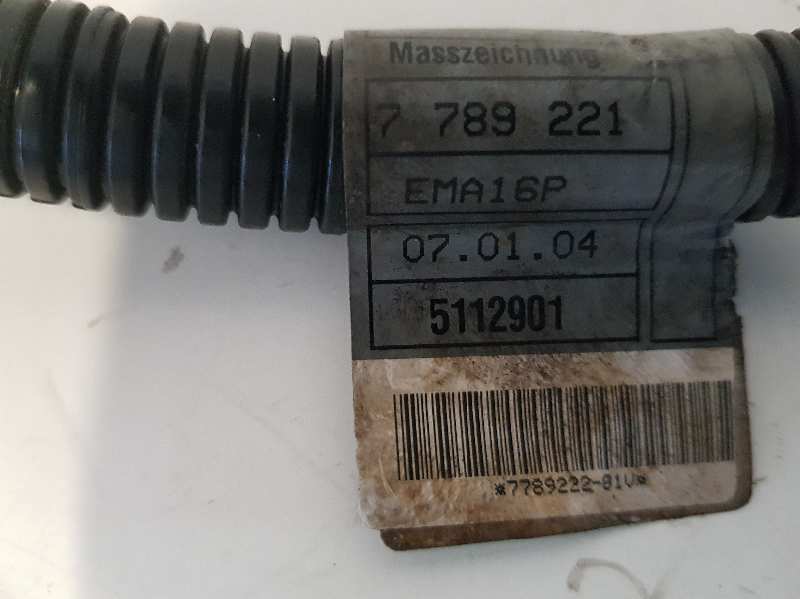 Masszeichnung
7 789 221
EMA16P
07.01.04
5112901
*7789222-01V*